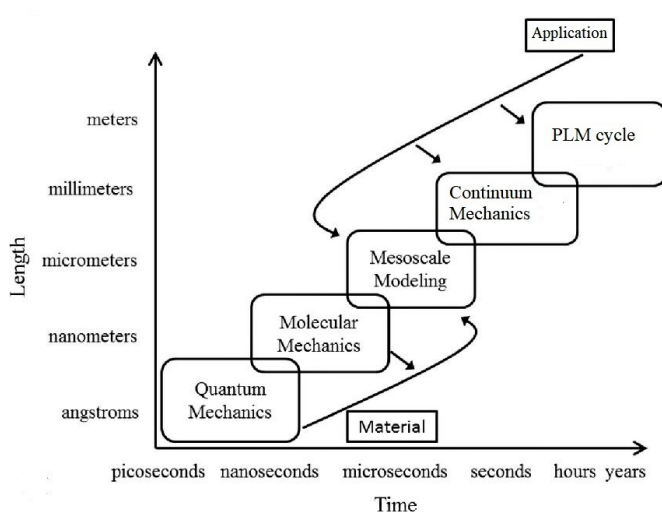 Application
meters
PLM cycle
millimeters
Continuum
Mechanics
micrometers
Mesoscale
Modeling
Length
nanometers
Molecular
Mechanics
Quantum
Mechanics
angstroms
Material
picoseconds nanoseconds microseconds seconds hours years
Time